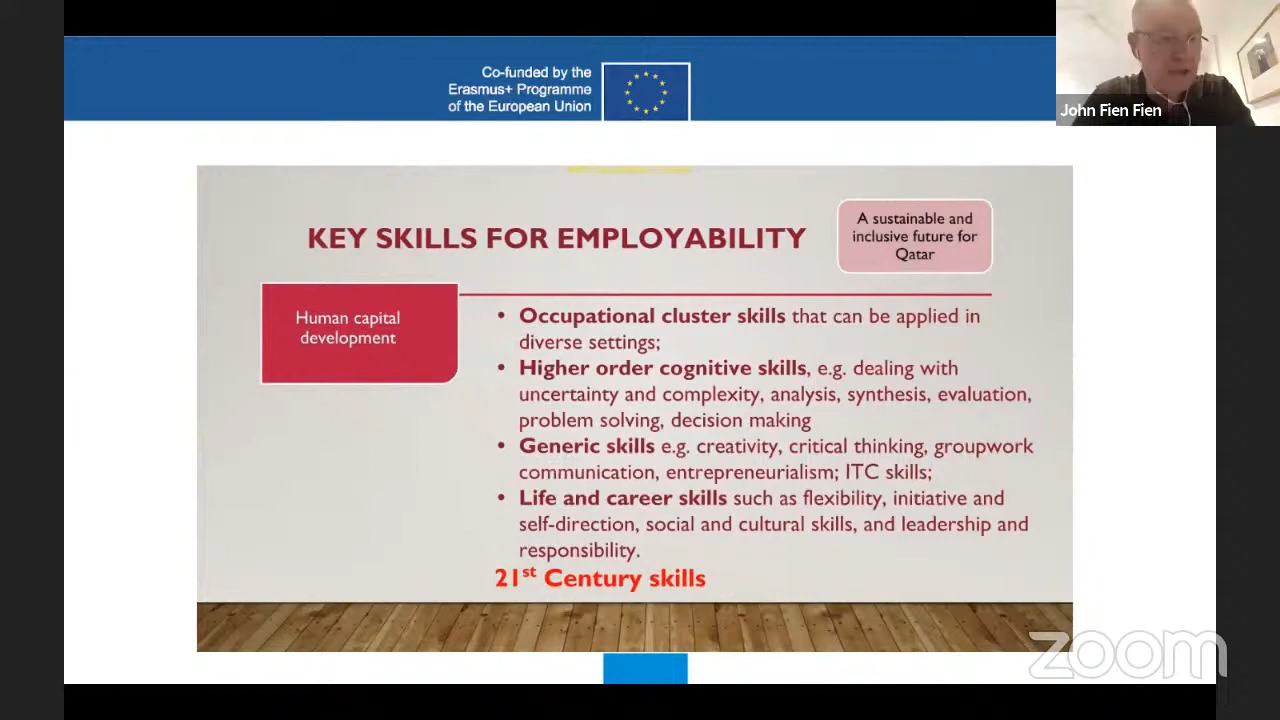 Co-funded by the
Erasmus+ Programme
of the European Union
John Fien Fien
KEY SKILLS FOR EMPLOYABILITY
A sustainable and
inclusive future for
Qatar
Human capital
development
• Occupational cluster skills that can be applied in
diverse settings;
• Higher order cognitive skills, e.g. dealing with
uncertainty and complexity, analysis, synthesis, evaluation,
problem solving, decision making
• Generic skills e.g. creativity, critical thinking, groupwork
communication, entrepreneurialism; ITC skills;
• Life and career skills such as flexibility, initiative and
self-direction, social and cultural skills, and leadership and
responsibility.
21st Century skills
zoom